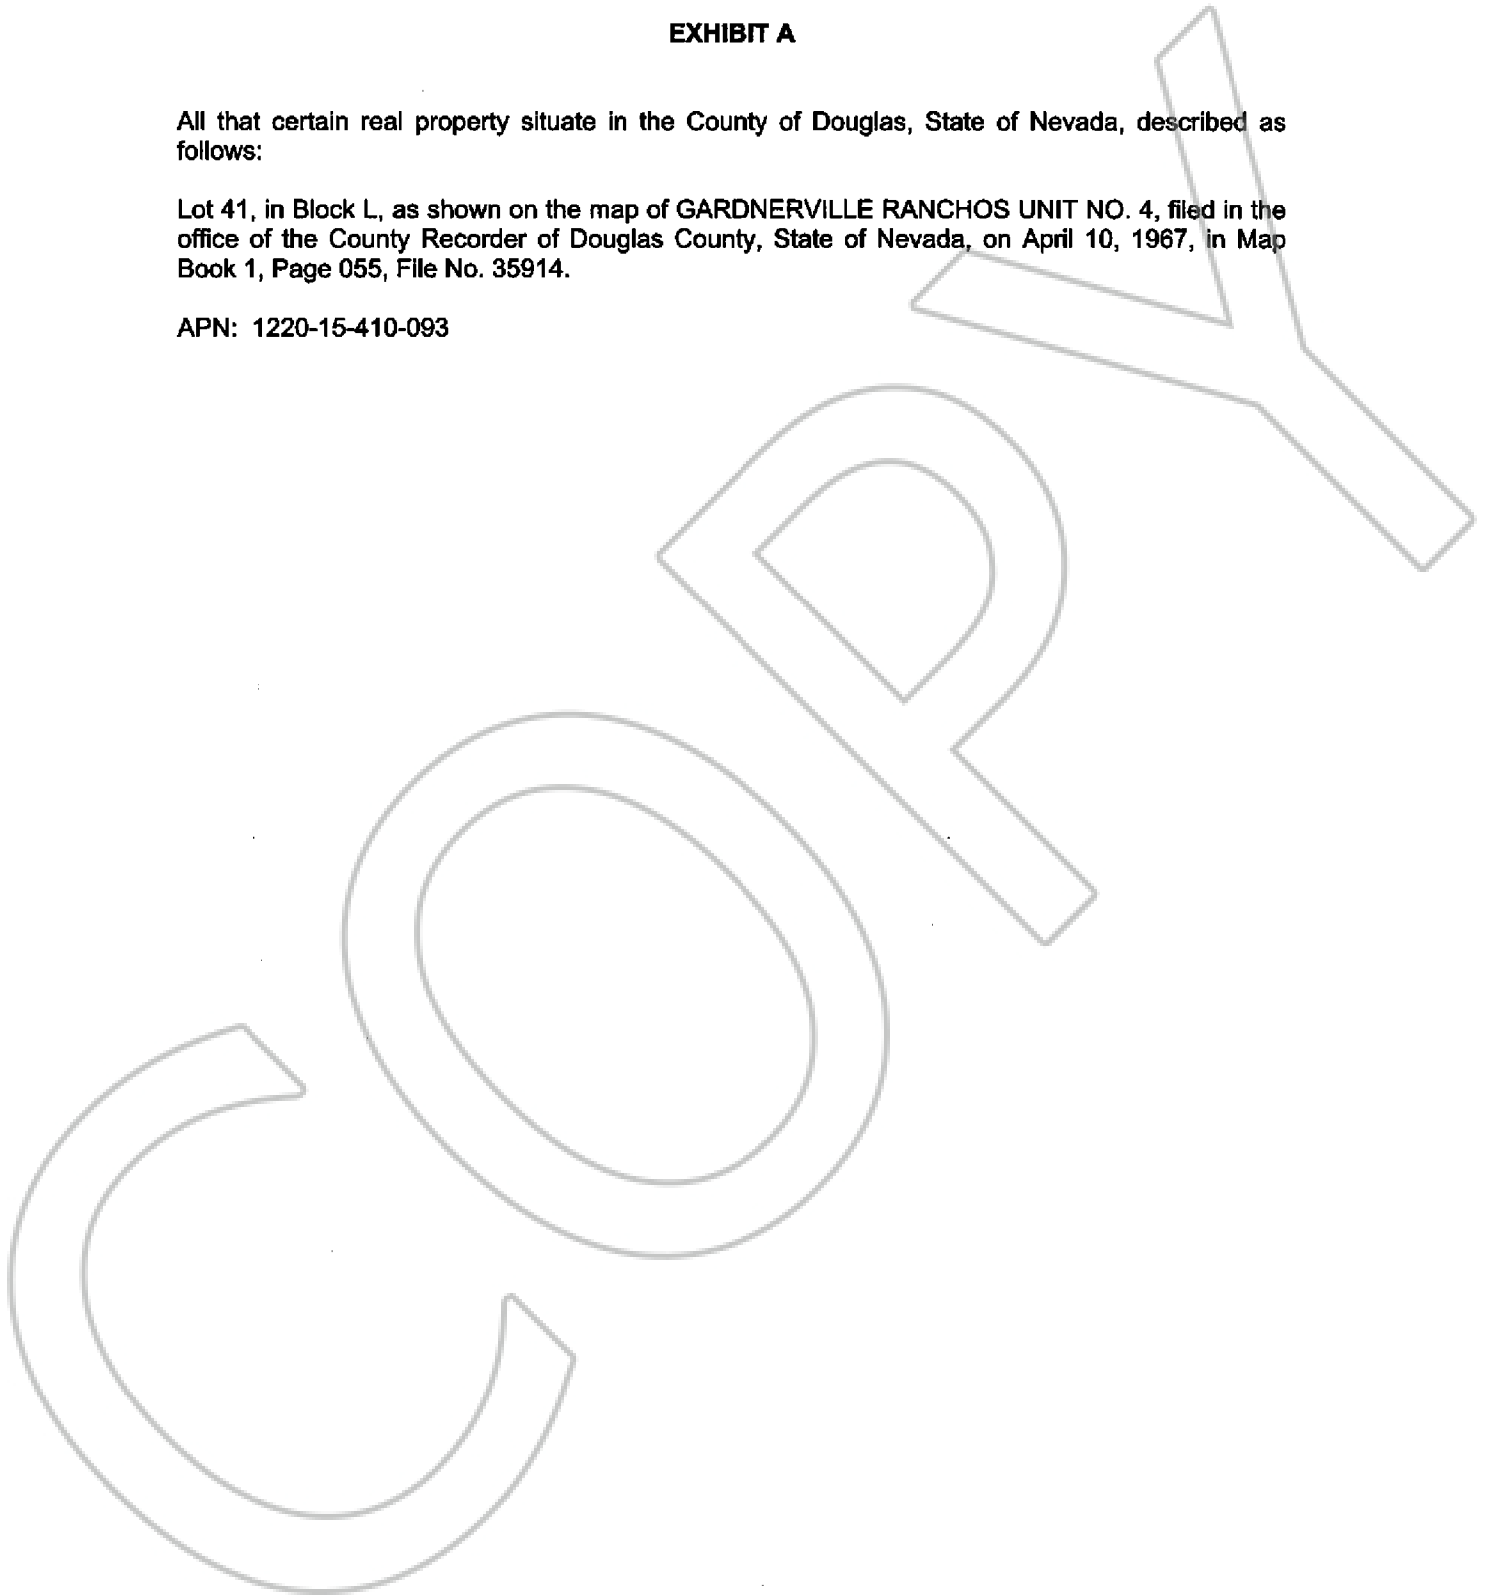 EXHIBIT A
All that certain real property situate in the County of Douglas, State of Nevada, described as
follows:
Lot 41, in Block L, as shown on the map of GARDNERVILLE RANCHOS UNIT NO. 4, filed in the
office of the County Recorder of Douglas County, State of Nevada, on April 10, 1967, in Map
Book 1, Page 055, File No. 35914.
APN: 1220-15-410-093
COPY